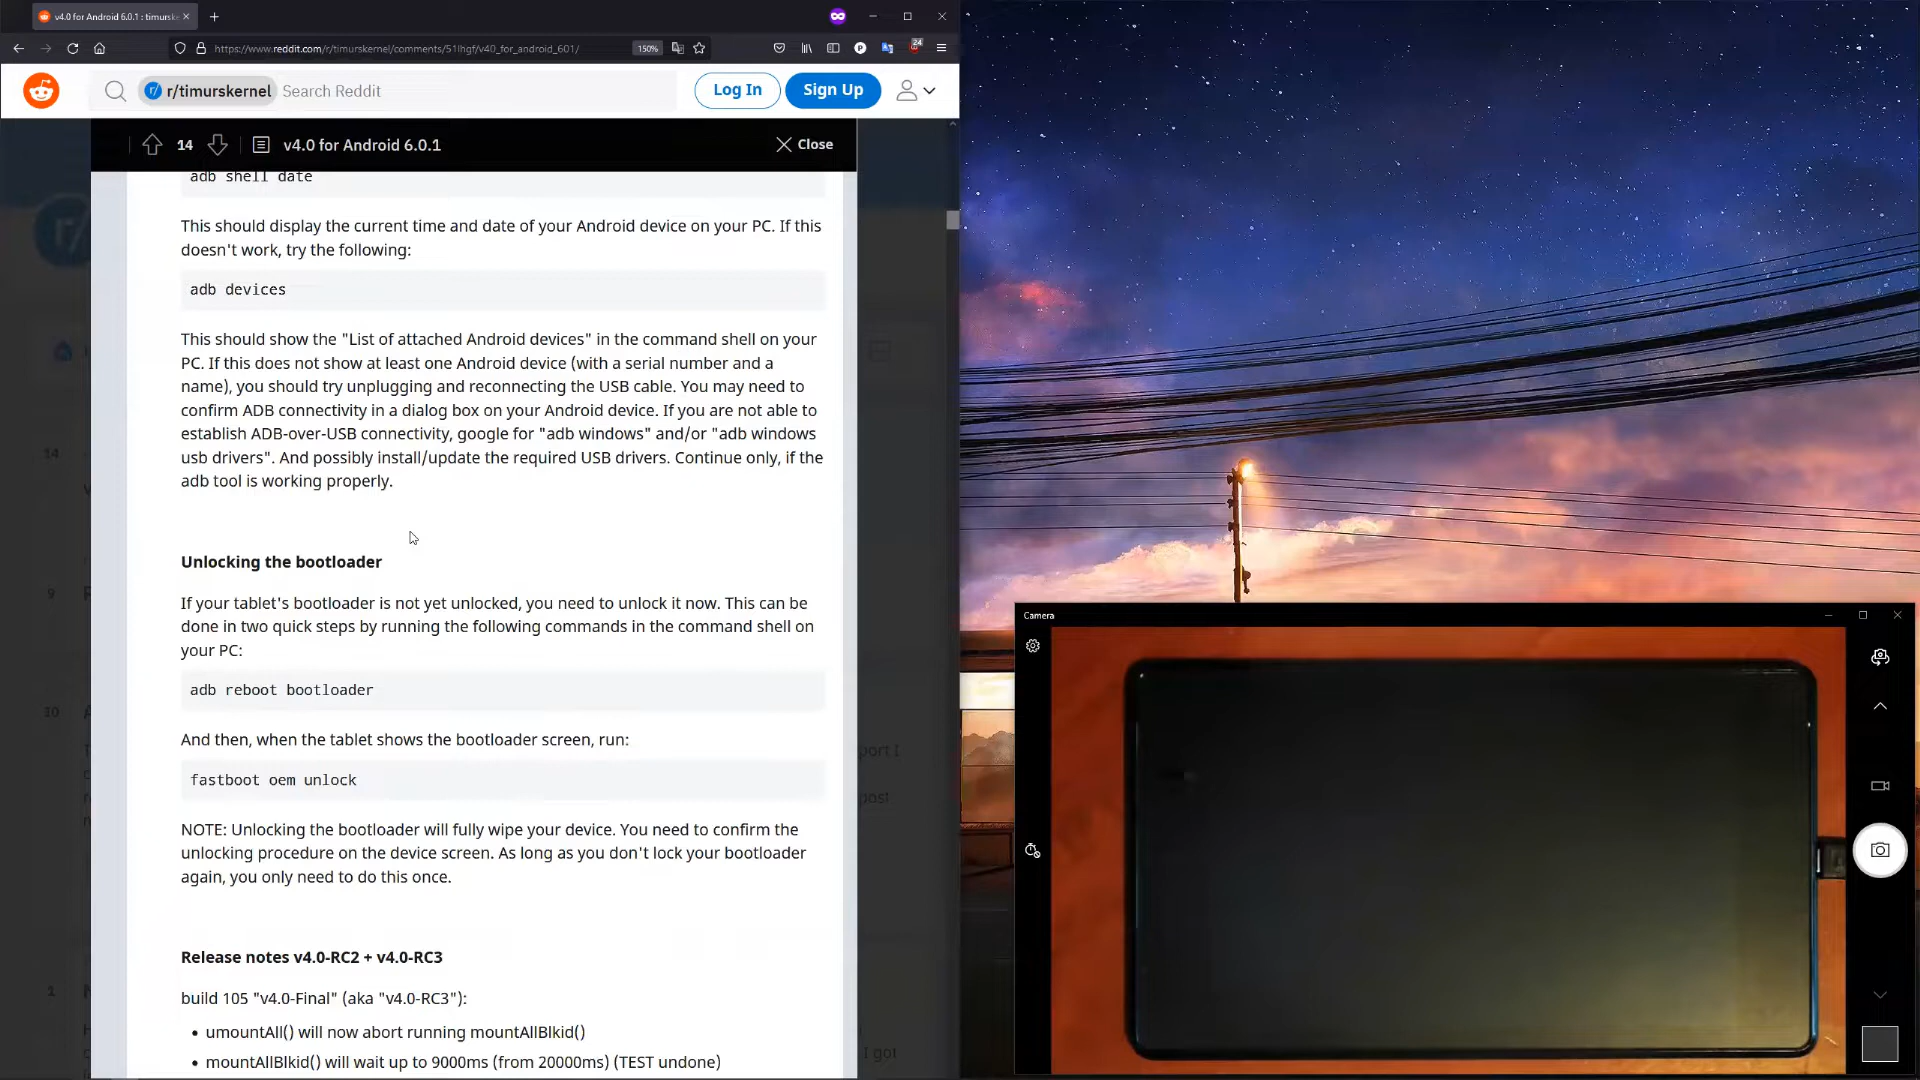 v4.0 for Android 6.0.1 : timurske
https://www.reddit.com/r/timurskernel/comments/51lhgf/v40_for_android_601/
150%
24
r/timurskernel
Search Reddit
Log In
Sign Up
14
v4.0 for Android 6.0.1
Close
adb shell date
This should display the current time and date of your Android device on your PC. If this
doesn't work, try the following:
adb devices
This should show the "List of attached Android devices" in the command shell on your
PC. If this does not show at least one Android device (with a serial number and a
name), you should try unplugging and reconnecting the USB cable. You may need to
confirm ADB connectivity in a dialog box on your Android device. If you are not able to
establish ADB-over-USB connectivity, google for "adb windows" and/or "adb windows
usb drivers". And possibly install/update the required USB drivers. Continue only, if the
adb tool is working properly.
Unlocking the bootloader
If your tablet's bootloader is not yet unlocked, you need to unlock it now. This can be
done in two quick steps by running the following commands in the command shell on
your PC:
adb reboot bootloader
And then, when the tablet shows the bootloader screen, run:
fastboot oem unlock
NOTE: Unlocking the bootloader will fully wipe your device. You need to confirm the
unlocking procedure on the device screen. As long as you don't lock your bootloader
again, you only need to do this once.
Release notes v4.0-RC2 + v4.0-RC3
build 105 "v4.0-Final" (aka "v4.0-RC3"):
• umountAll() will now abort running mountAllBlkid()
• mountAllBlkid() will wait up to 9000ms (from 20000ms) (TEST undone)
14
9
10
1
port I
post
I got
Camera